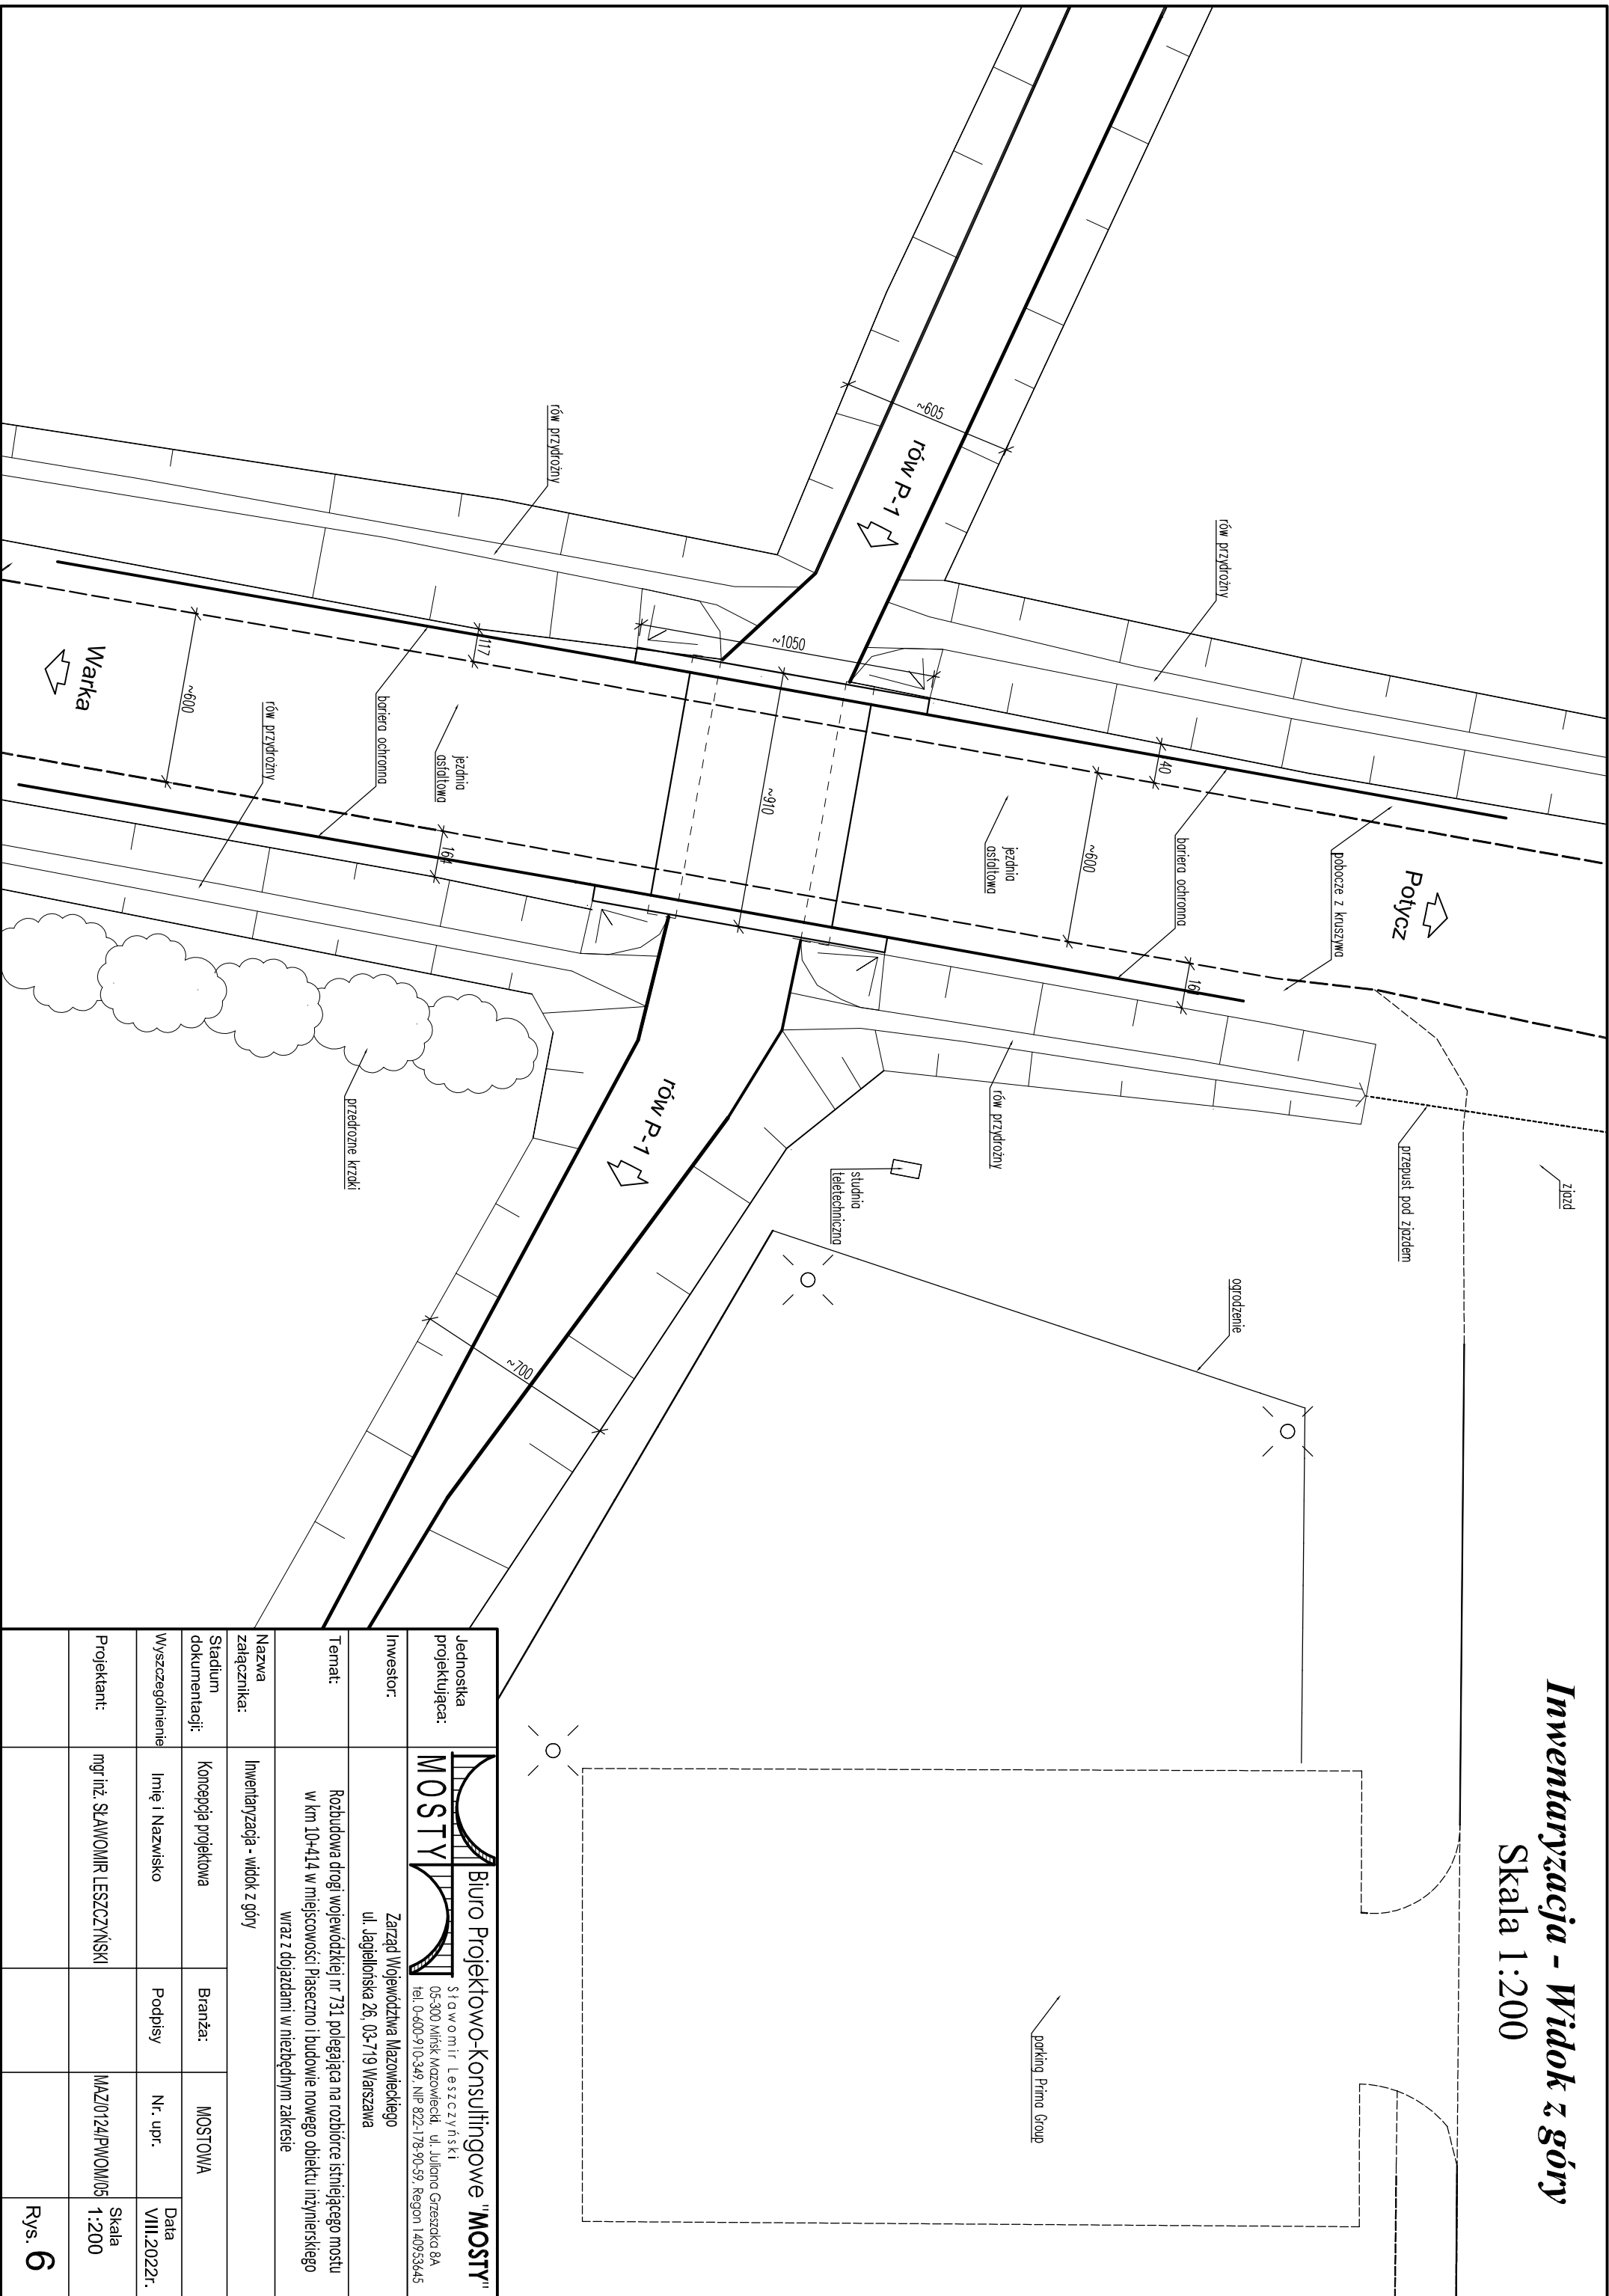 Inwentaryzacja - Widok z góry
Skala 1:200
zjazd
Potycz
przepust pod zjazdem
pobocze z kruszywa
ogrodzenie
rów przydrożny
bariera ochronna
140
161
~600
parking Prima Group
jezdnia
asfaltowa
rów przydrożny
rów P-1
~605
studnia
teletechniczna
~1050
~910
rów P-1
rów przydrożny
~700
117
164
jezdnia
asfaltowa
bariera ochronna
przedrożne krzaki
rów przydrożny
~600
Warka
Jednostka
projektująca:
MOSTY
Biuro Projektowo-Konsultingowe "MOSTY"
Sławomir Leszczyński
05-300 Mińsk Mazowiecki, ul. Juliana Grzeszaka 8A
tel. 0-600-910-349, NIP 822-178-90-59, Regon 140953645
Inwestor:
Zarząd Województwa Mazowieckiego
ul. Jagiellońska 26, 03-719 Warszawa
Temat:
Rozbudowa drogi wojewódzkiej nr 731 polegająca na rozbiórce istniejącego mostu
w km 10+414 w miejscowości Piaseczno i budowie nowego obiektu inżynierskiego
wraz z dojazdami w niezbędnym zakresie
Nazwa
załącznika:
Inwentaryzacja - widok z góry
Stadium
dokumentacji:
Koncepcja projektowa
Branża:
MOSTOWA
Wyszczególnienie
Imię i Nazwisko
Podpisy
Nr. upr.
Data
VIII.2022r.
Projektant:
mgr inż. SŁAWOMIR LESZCZYŃSKI
MAZ/0124/PWOM/05
Skala
1:200
Rys. 6